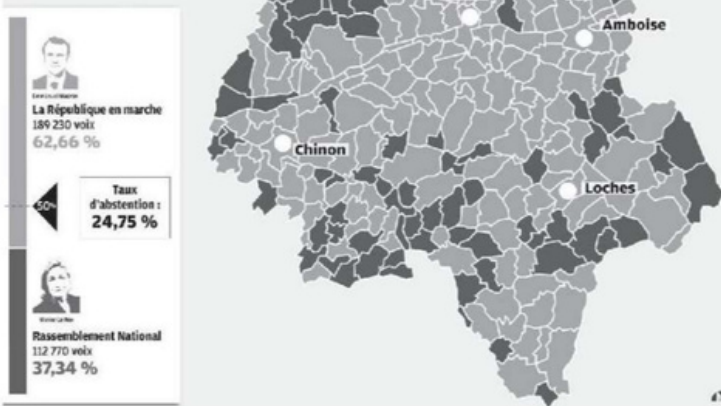 La République en marche
189 230 voix
62,66 %
50%
Taux
d'abstention :
24,75 %
Rassemblement National
112 770 voix
37,34 %
Amboise
Chinon
Loches